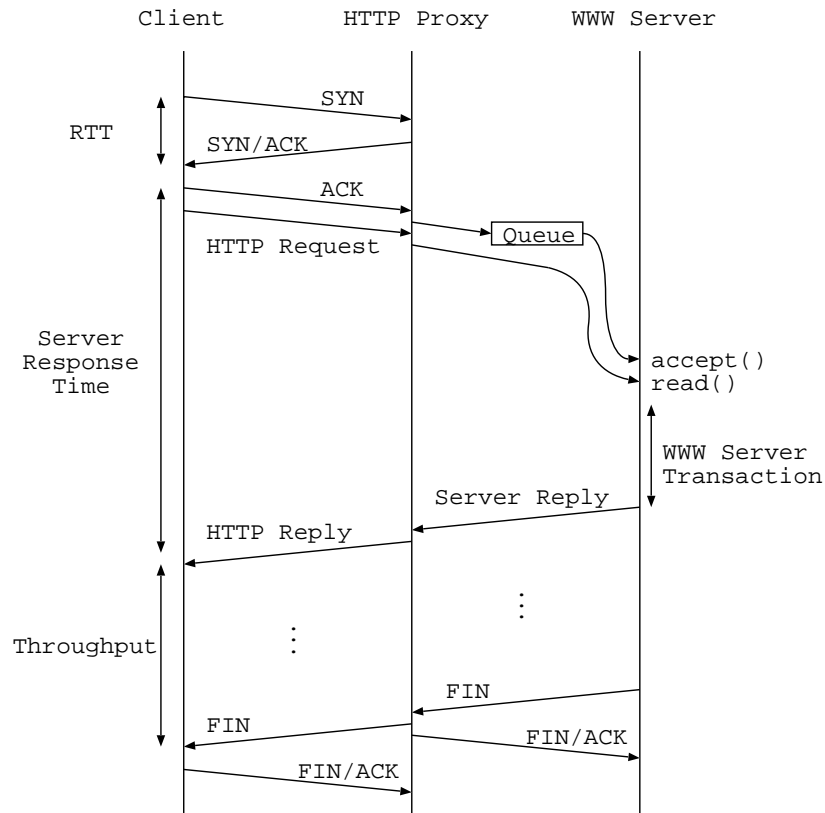 Client HTTP Proxy WWW Server
SYN
RTT
SYN/ACK
ACK
Queue
HTTP Request
Server
Response
Time
accept()
read()
WWW Server
Transaction
Server Reply
HTTP Reply
Throughput
FIN
FIN
FIN/ACK
FIN/ACK